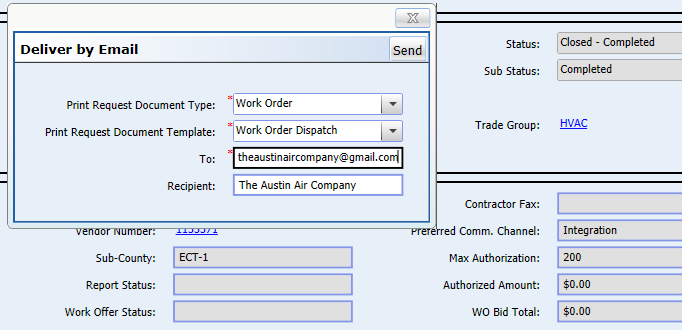 X
Deliver by Email
Send
Print Request Document Type: * Work Order
Print Request Document Template: * Work Order Dispatch
To: * theaustinaircompany@gmail.com
Recipient: The Austin Air Company
Status: Closed - Completed
Sub Status: Completed
Trade Group: HVAC
Contractor Fax:
Vendor Number:
Preferred Comm. Channel: Integration
Sub-County: ECT-1
Max Authorization: 200
Report Status:
Authorized Amount: $0.00
Work Offer Status:
WO Bid Total: $0.00